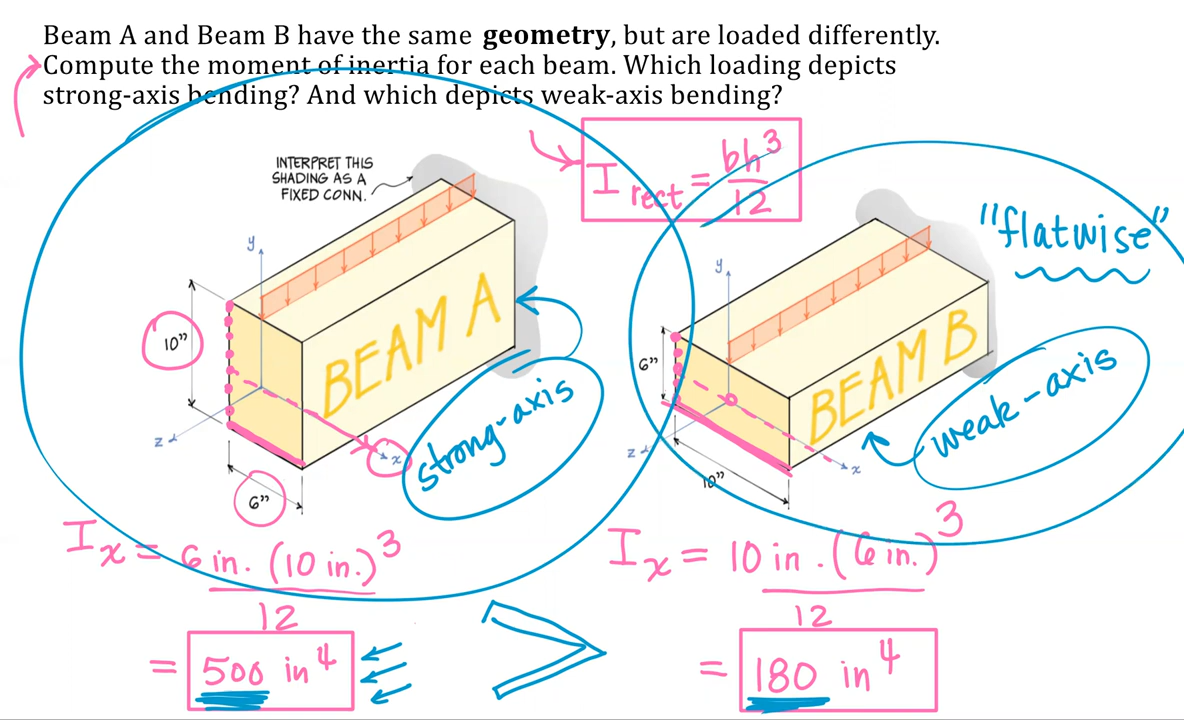 Beam A and Beam B have the same geometry, but are loaded differently.
Compute the moment of inertia for each beam. Which loading depicts
strong-axis bending? And which depicts weak-axis bending?
I rect = bh³/12
INTERPRET THIS
SHADING AS A
FIXED CONN.
y
10”
BEAM A
z
x
6”
strong-axis
"flatwise"
y
6”
BEAM B
z
x
10”
weak-axis
Ix = 6 in. (10 in.)³
12
= 500 in⁴
>
Ix = 10 in. (6 in.)³
12
= 180 in⁴